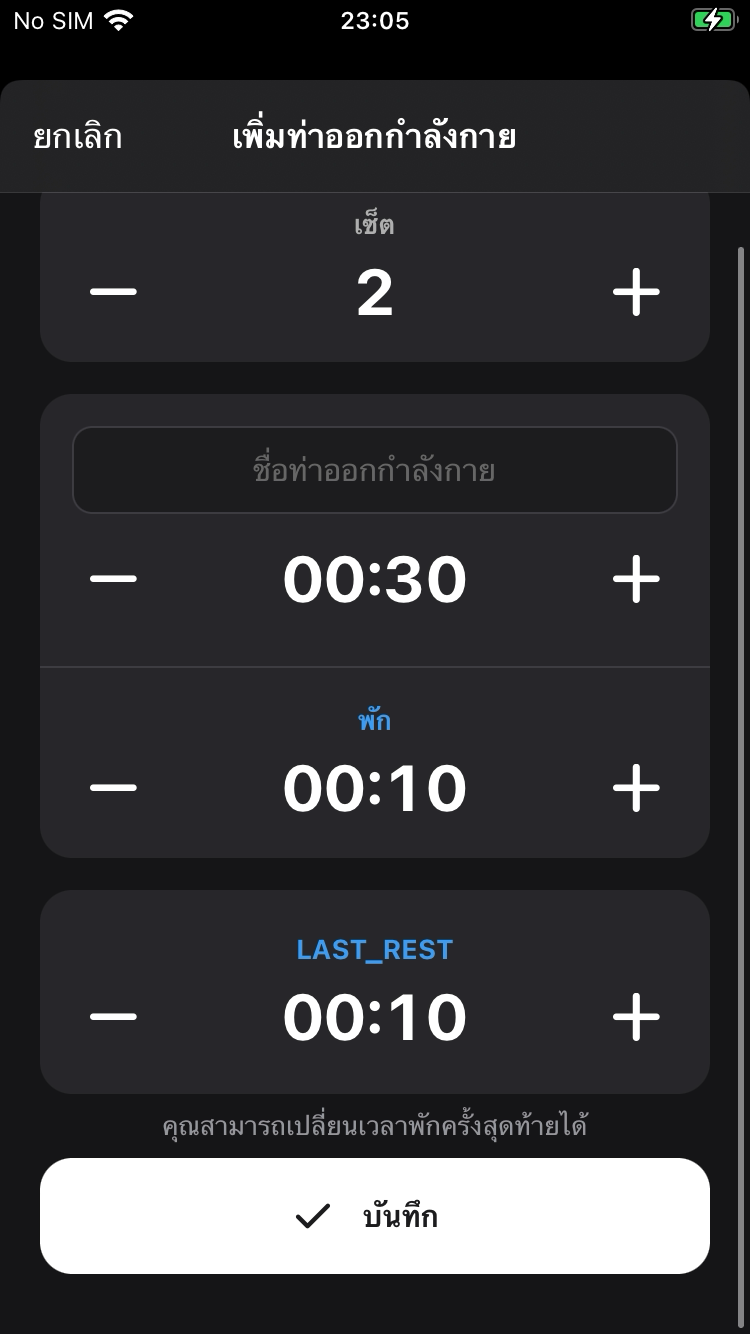 No SIM 23:05
ยกเลิก เพิ่มท่าออกกำลังกาย
เซ็ต
2
ชื่อท่าออกกำลังกาย
00:30
พัก
00:10
LAST_REST
00:10
คุณสามารถเปลี่ยนเวลาพักครั้งสุดท้ายได้
บันทึก